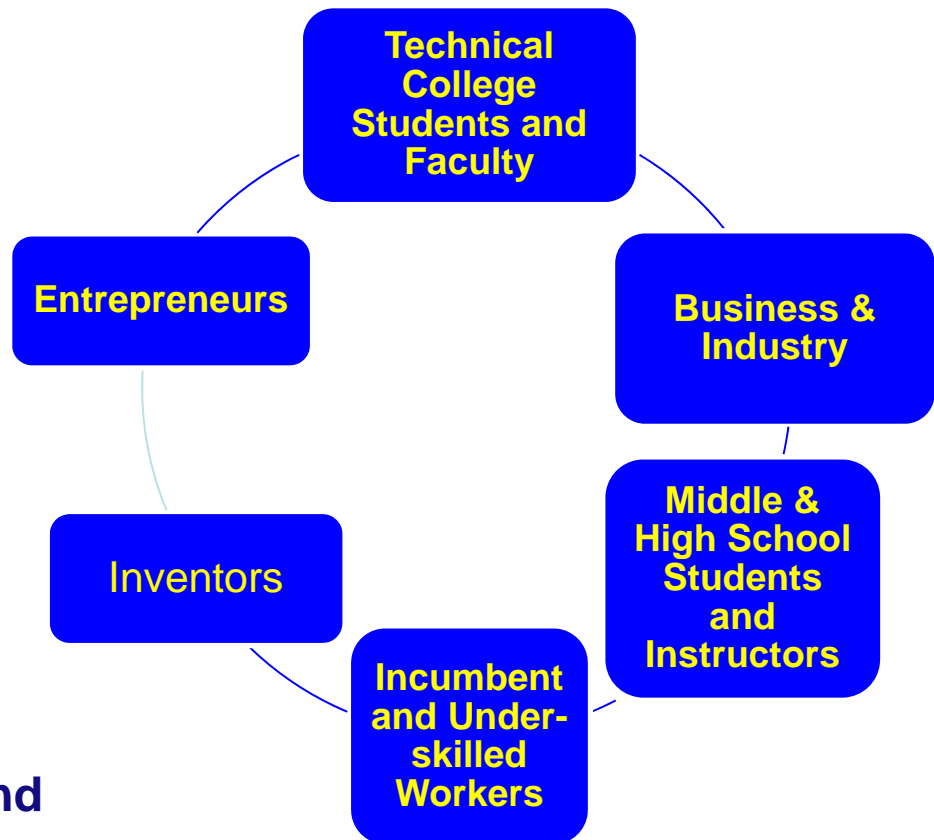 Technical
College
Students and
Faculty
Business &
Industry
Middle &
High School
Students
and
Instructors
Incumbent
and Under-
skilled
Workers
Inventors
Entrepreneurs
nd